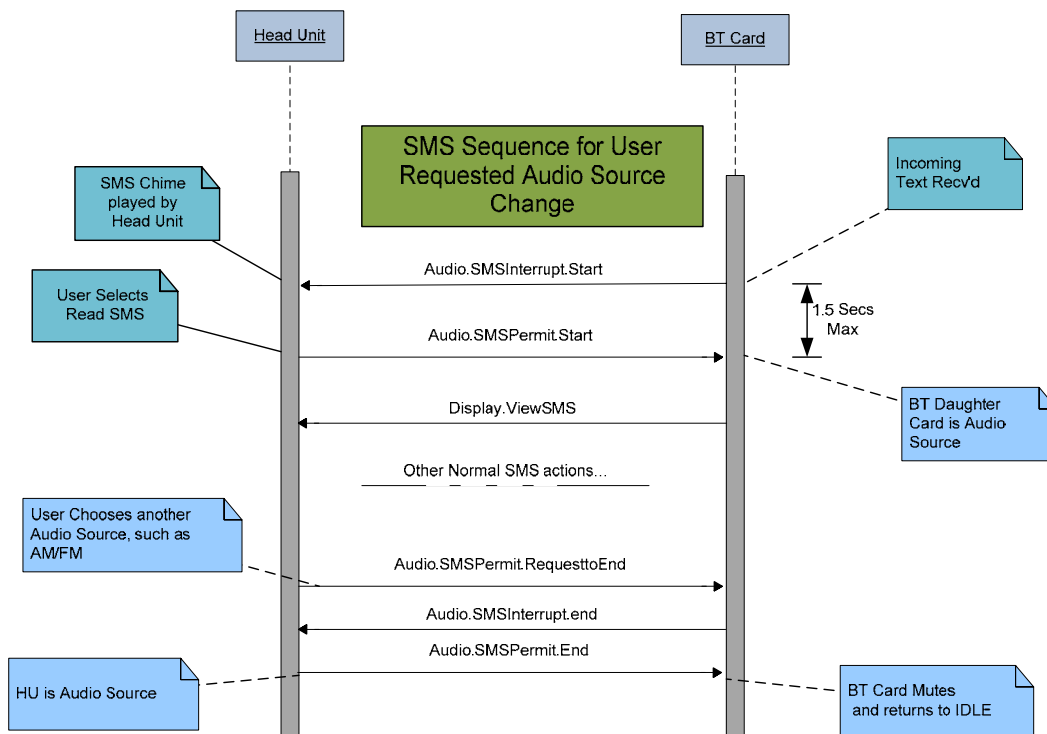 Head Unit
BT Card
SMS Sequence for User
Requested Audio Source
Change
SMS Chime
played by
Head Unit
Incoming
Text Recv'd
Audio.SMSInterrupt.Start
User Selects
Read SMS
1.5 Secs
Max
Audio.SMSPermit.Start
BT Daughter
Card is Audio
Source
Display.ViewSMS
Other Normal SMS actions...
User Chooses another
Audio Source, such as
AM/FM
Audio.SMSPermit.RequesttoEnd
Audio.SMSInterrupt.end
Audio.SMSPermit.End
HU is Audio Source
BT Card Mutes
and returns to IDLE